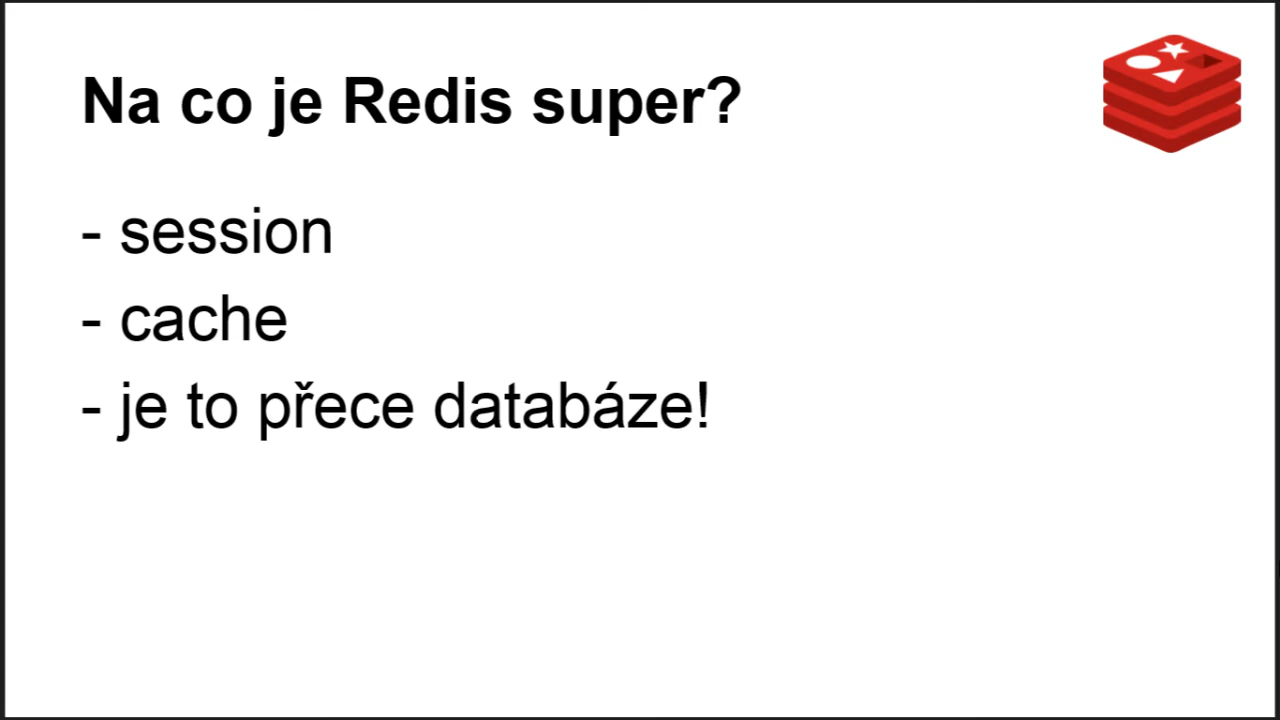 Na co je Redis super?
- session
- cache
- je to přece databáze!